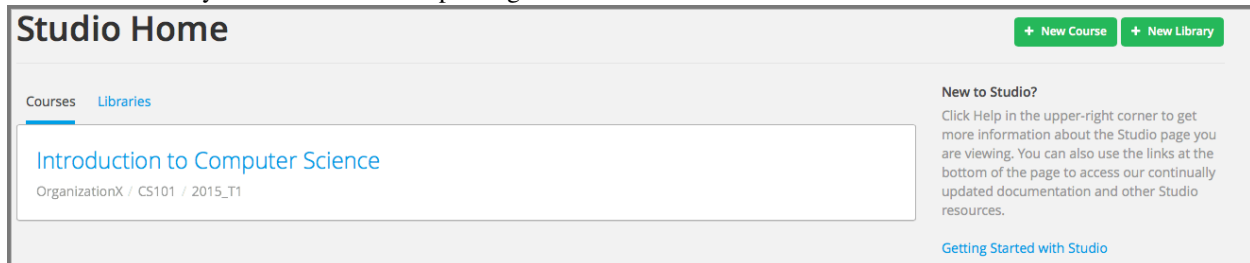 Studio Home
+ New Course
+ New Library
Courses
Libraries
Introduction to Computer Science
OrganizationX / CS101 / 2015_T1
New to Studio?
Click Help in the upper-right corner to get
more information about the Studio page you
are viewing. You can also use the links at the
bottom of the page to access our continually
updated documentation and other Studio
resources.
Getting Started with Studio